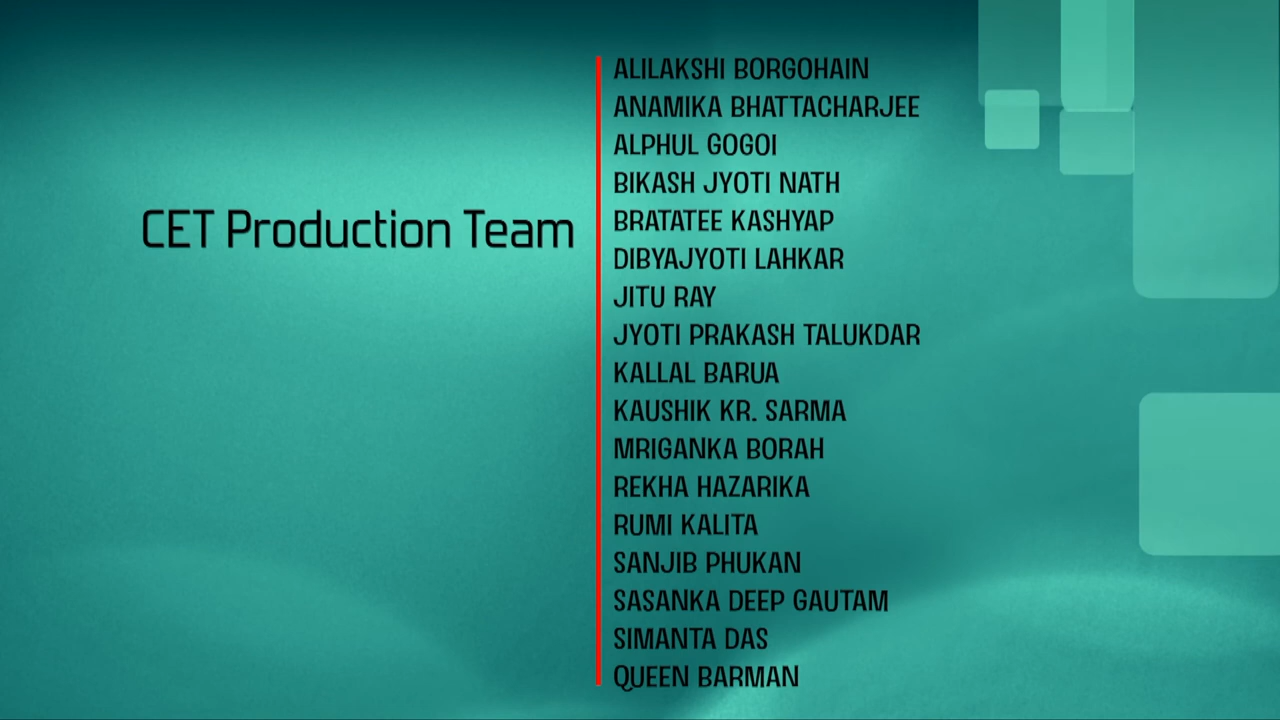 CET Production Team
ALILAKSHI BORGOHAIN
ANAMIKA BHATTACHARJEE
ALPHUL GOGOI
BIKASH JYOTI NATH
BRATATEE KASHYAP
DIBYAJYOTI LAHKAR
JITU RAY
JYOTI PRAKASH TALUKDAR
KALLAL BARUA
KAUSHIK KR. SARMA
MRIGANKA BORAH
REKHA HAZARIKA
RUMI KALITA
SANJIB PHUKAN
SASANKA DEEP GAUTAM
SIMANTA DAS
QUEEN BARMAN